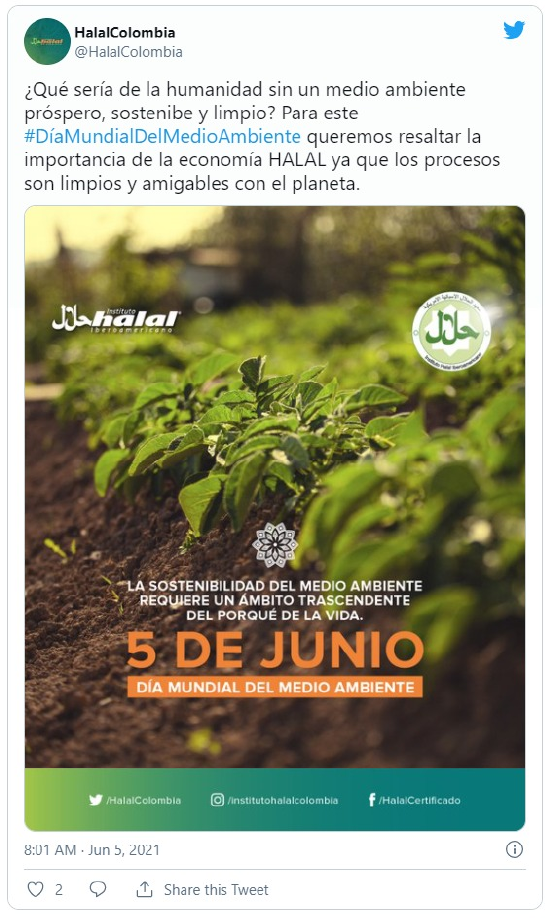 HalalColombia
@HalalColombia
¿Qué sería de la humanidad sin un medio ambiente
próspero, sostenibe y limpio? Para este
#DíaMundialDelMedioAmbiente queremos resaltar la
importancia de la economía HALAL ya que los procesos
son limpios y amigables con el planeta.
Instituto
حلال halal
iberoamericano
حلال
Instituto Halal Iberoamericano
LA SOSTENIBILIDAD DEL MEDIO AMBIENTE
REQUIERE UN ÁMBITO TRASCENDENTE
DEL PORQUÉ DE LA VIDA.
5 DE JUNIO
DÍA MUNDIAL DEL MEDIO AMBIENTE
/HalalColombia /institutohalalcolombia /HalalCertificado
8:01 AM · Jun 5, 2021
2 Share this Tweet